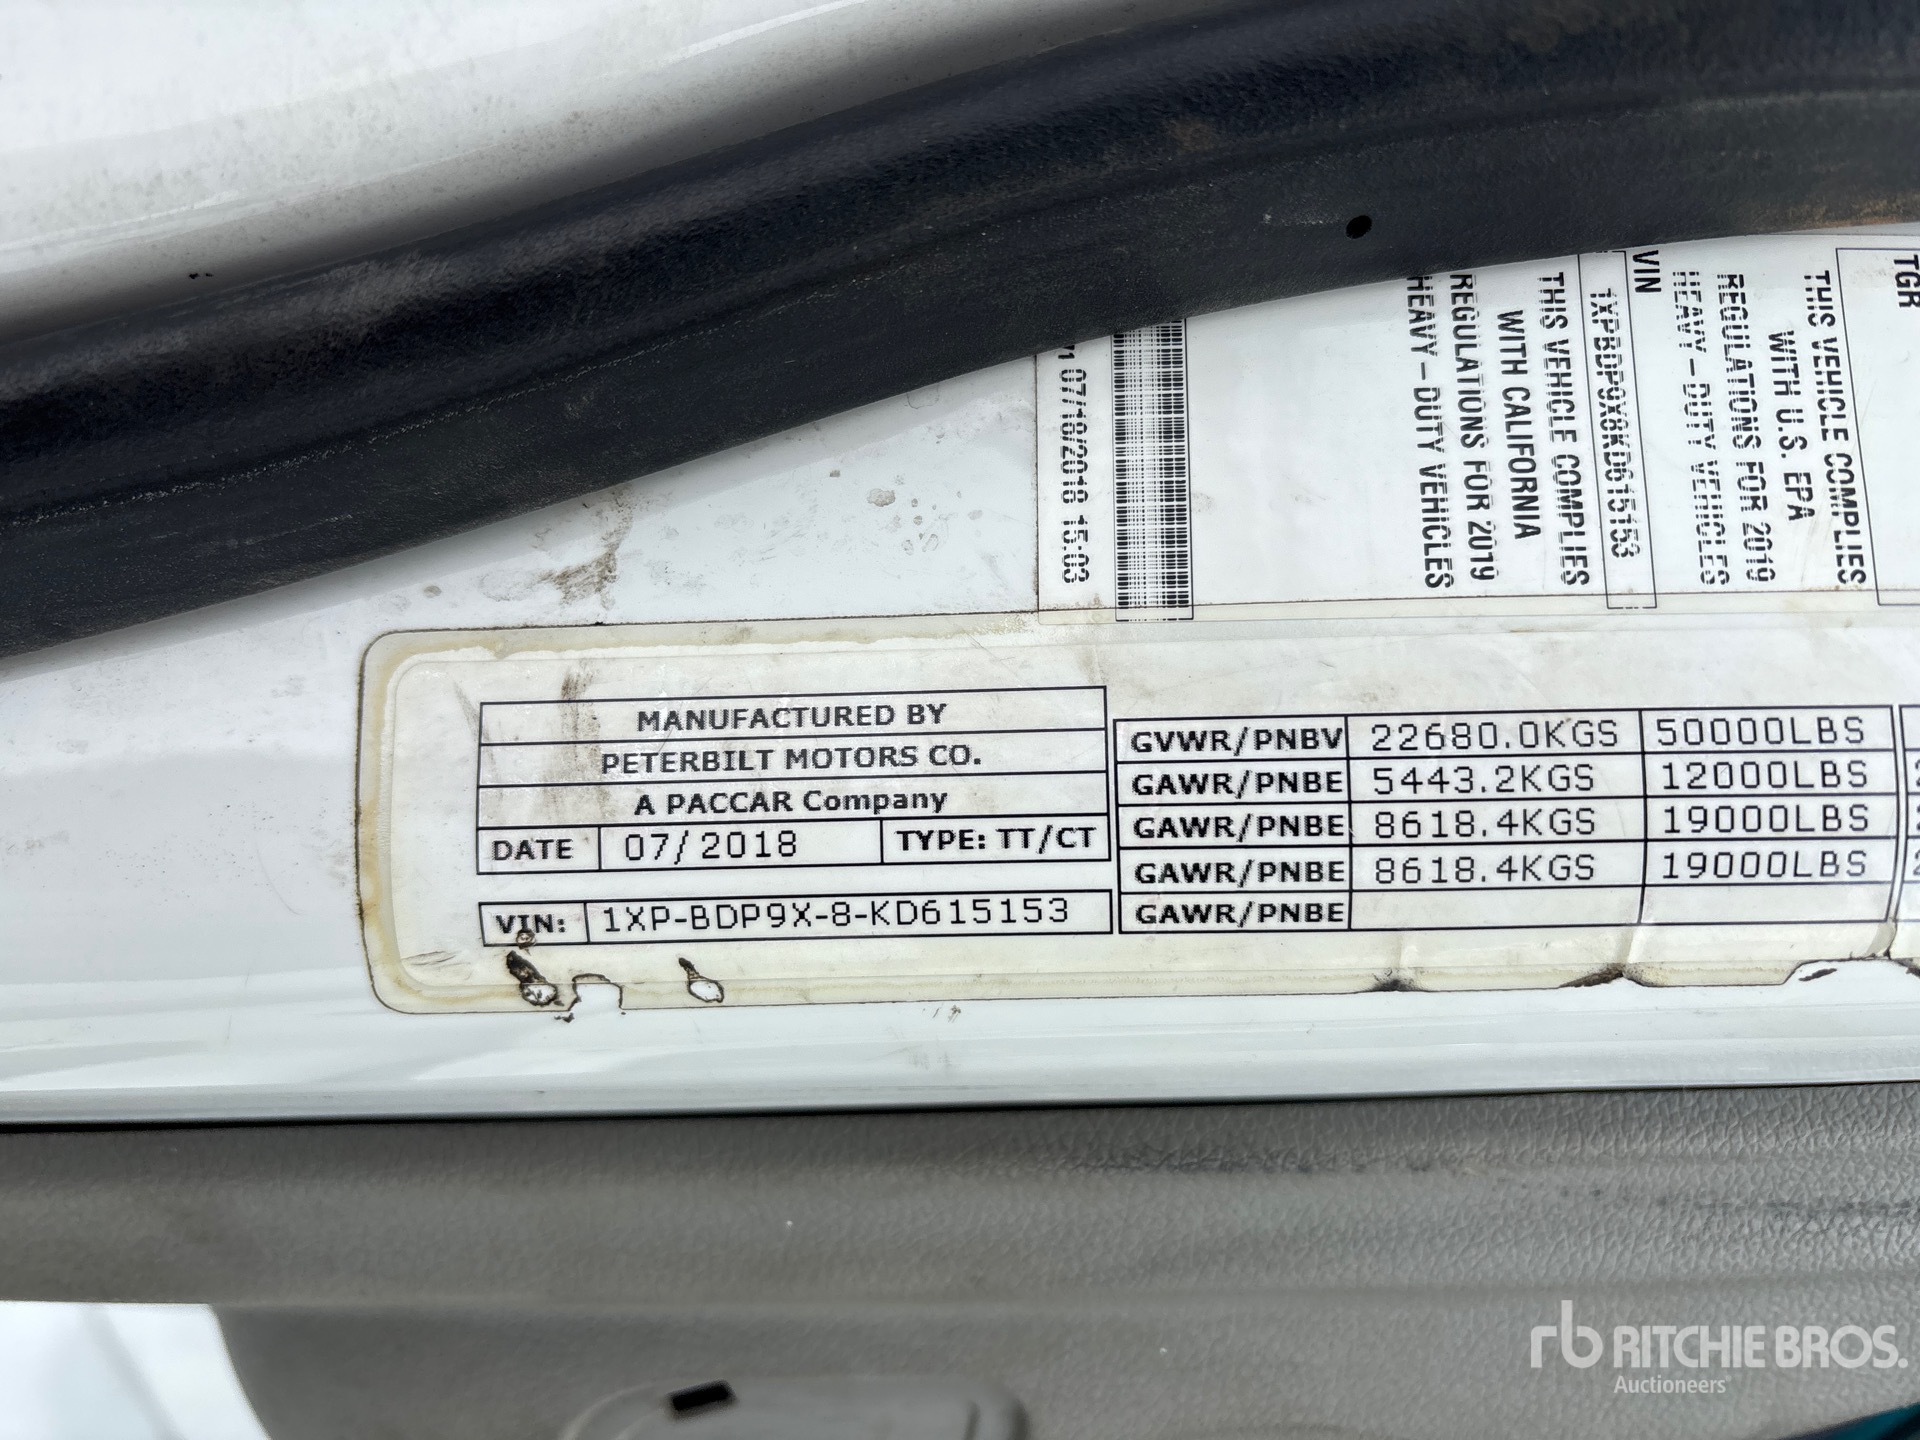 MANUFACTURED BY
PETERBILT MOTORS CO.
A PACCAR Company
DATE 07/2018 TYPE: TT/CT
VIN: 1XP-BDP9X-8-KD615153
GVWR/PNBV 22680.0KGS 50000LBS
GAWR/PNBE 5443.2KGS 12000LBS
GAWR/PNBE 8618.4KGS 19000LBS
GAWR/PNBE 8618.4KGS 19000LBS
GAWR/PNBE
TGR
THIS VEHICLE COMPLIES
WITH U.S. EPA
REGULATIONS FOR 2019
HEAVY-DUTY VEHICLES
VIN
1XPBDP9X8KD615153
THIS VEHICLE COMPLIES
WITH CALIFORNIA
REGULATIONS FOR 2019
HEAVY-DUTY VEHICLES
07/18/2018 15:03
rb RITCHIE BROS.
Auctioneers